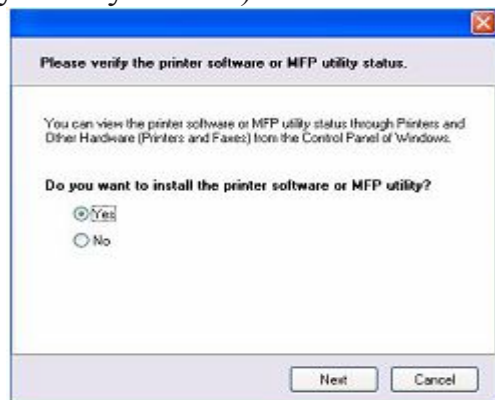 Please verify the printer software or MFP utility status.
You can view the printer software or MFP utility status through Printers and
Other Hardware (Printers and Faxes) from the Control Panel of Windows.
Do you want to install the printer software or MFP utility?
Yes
No
Next Cancel